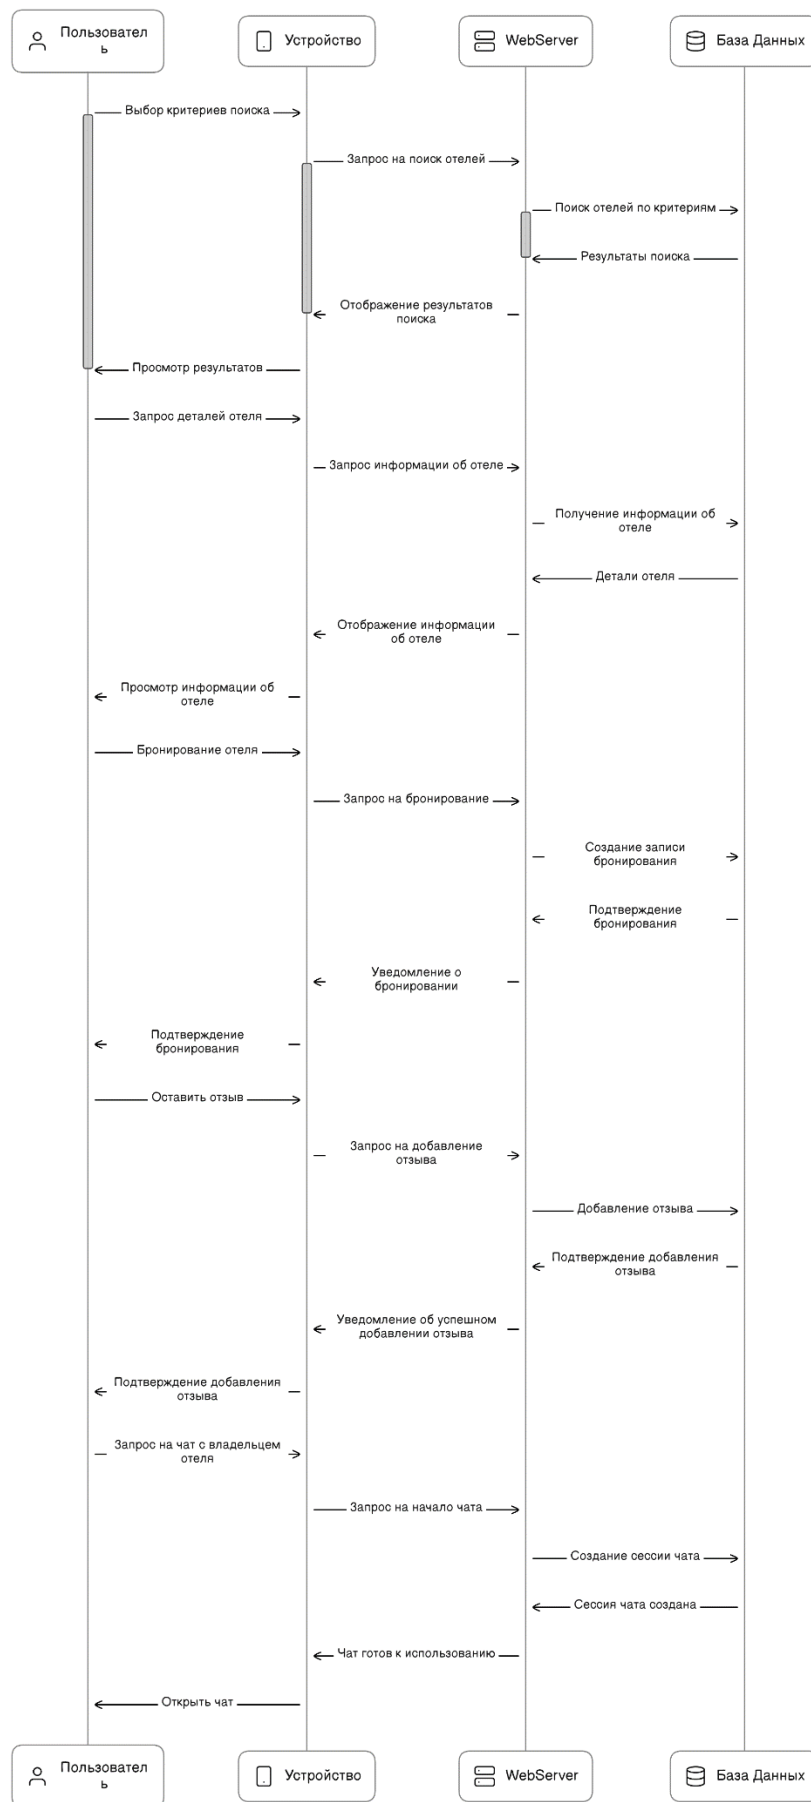 Пользовател
ь
Устройство
WebServer
База Данных
Выбор критериев поиска
Запрос на поиск отелей
Поиск отелей по критериям
Результаты поиска
Отображение результатов
поиска
Просмотр результатов
Запрос деталей отеля
Запрос информации об отеле
Получение информации об
отеле
Детали отеля
Отображение информации
об отеле
Просмотр информации об
отеле
Бронирование отеля
Запрос на бронирование
Создание записи
бронирования
Подтверждение
бронирования
Уведомление о
бронировании
Подтверждение
бронирования
Оставить отзыв
Запрос на добавление
отзыва
Добавление отзыва
Подтверждение добавления
отзыва
Уведомление об успешном
добавлении отзыва
Подтверждение добавления
отзыва
Запрос на чат с владельцем
отеля
Запрос на начало чата
Создание сессии чата
Сессия чата создана
Чат готов к использованию
Открыть чат
Пользовател
ь
Устройство
WebServer
База Данных